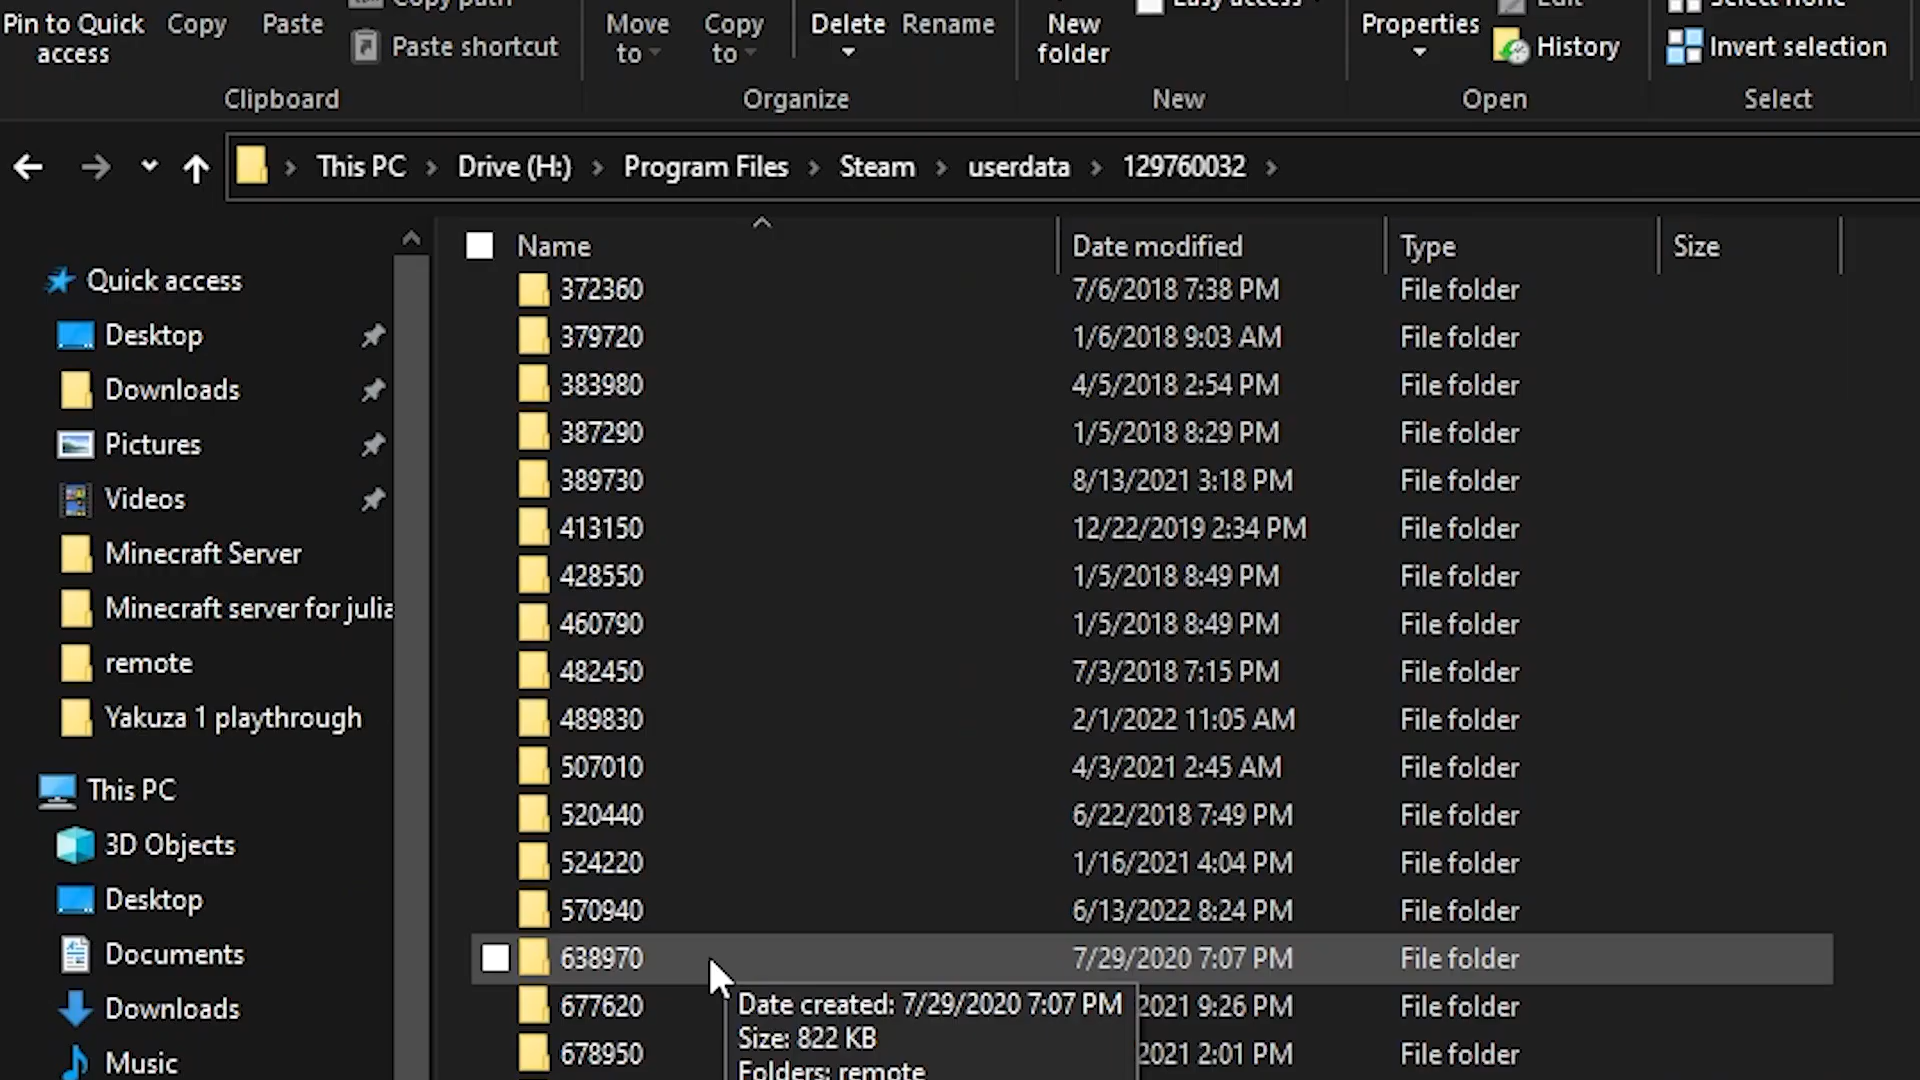 Copy path
Easy access
Edit
Select none
Pin to Quick access
Copy
Paste
Paste shortcut
Move to
Copy to
Delete
Rename
New folder
Properties
History
Invert selection
Clipboard
Organize
New
Open
Select
This PC > Drive (H:) > Program Files > Steam > userdata > 129760032 >
Name
Date modified
Type
Size
Quick access
Desktop
Downloads
Pictures
Videos
Minecraft Server
Minecraft server for julia
remote
Yakuza 1 playthrough
This PC
3D Objects
Desktop
Documents
Downloads
Music
372360 7/6/2018 7:38 PM File folder
379720 1/6/2018 9:03 AM File folder
383980 4/5/2018 2:54 PM File folder
387290 1/5/2018 8:29 PM File folder
389730 8/13/2021 3:18 PM File folder
413150 12/22/2019 2:34 PM File folder
428550 1/5/2018 8:49 PM File folder
460790 1/5/2018 8:49 PM File folder
482450 7/3/2018 7:15 PM File folder
489830 2/1/2022 11:05 AM File folder
507010 4/3/2021 2:45 AM File folder
520440 6/22/2018 7:49 PM File folder
524220 1/16/2021 4:04 PM File folder
570940 6/13/2022 8:24 PM File folder
638970 7/29/2020 7:07 PM File folder
677620 2021 9:26 PM File folder
678950 2021 2:01 PM File folder
Date created: 7/29/2020 7:07 PM
Size: 822 KB
Folders: remote